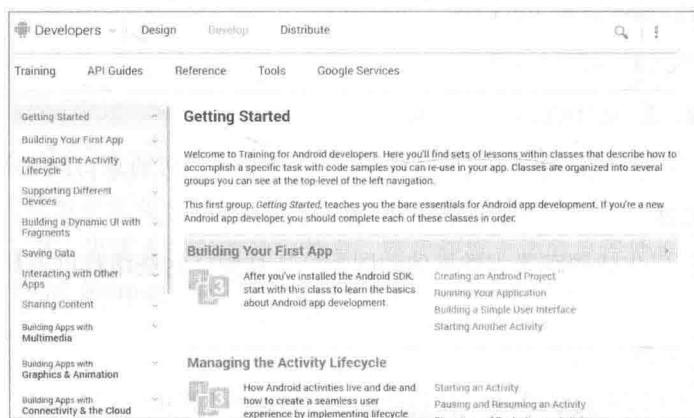 Developers Design Develop Distribute
Training API Guides Reference Tools Google Services
Getting Started
Building Your First App
Managing the Activity
Lifecycle
Supporting Different
Devices
Building a Dynamic UI with
Fragments
Saving Data
Interacting with Other
Apps
Sharing Content
Building Apps with
Multimedia
Building Apps with
Graphics & Animation
Building Apps with
Connectivity & the Cloud
Getting Started
Welcome to Training for Android developers. Here you'll find sets of lessons within classes that describe how to
accomplish a specific task with code samples you can re-use in your app. Classes are organized into several
groups you can see at the top-level of the left navigation.
This first group, Getting Started, teaches you the bare essentials for Android app development. If you're a new
Android app developer, you should complete each of these classes in order.
Building Your First App
3
After you've installed the Android SDK,
start with this class to learn the basics
about Android app development.
Creating an Android Project
Running Your Application
Building a Simple User Interface
Starting Another Activity
Managing the Activity Lifecycle
3
How Android activities live and die and
how to create a seamless user
experience by implementing lifecycle
Starting an Activity
Pausing and Resuming an Activity